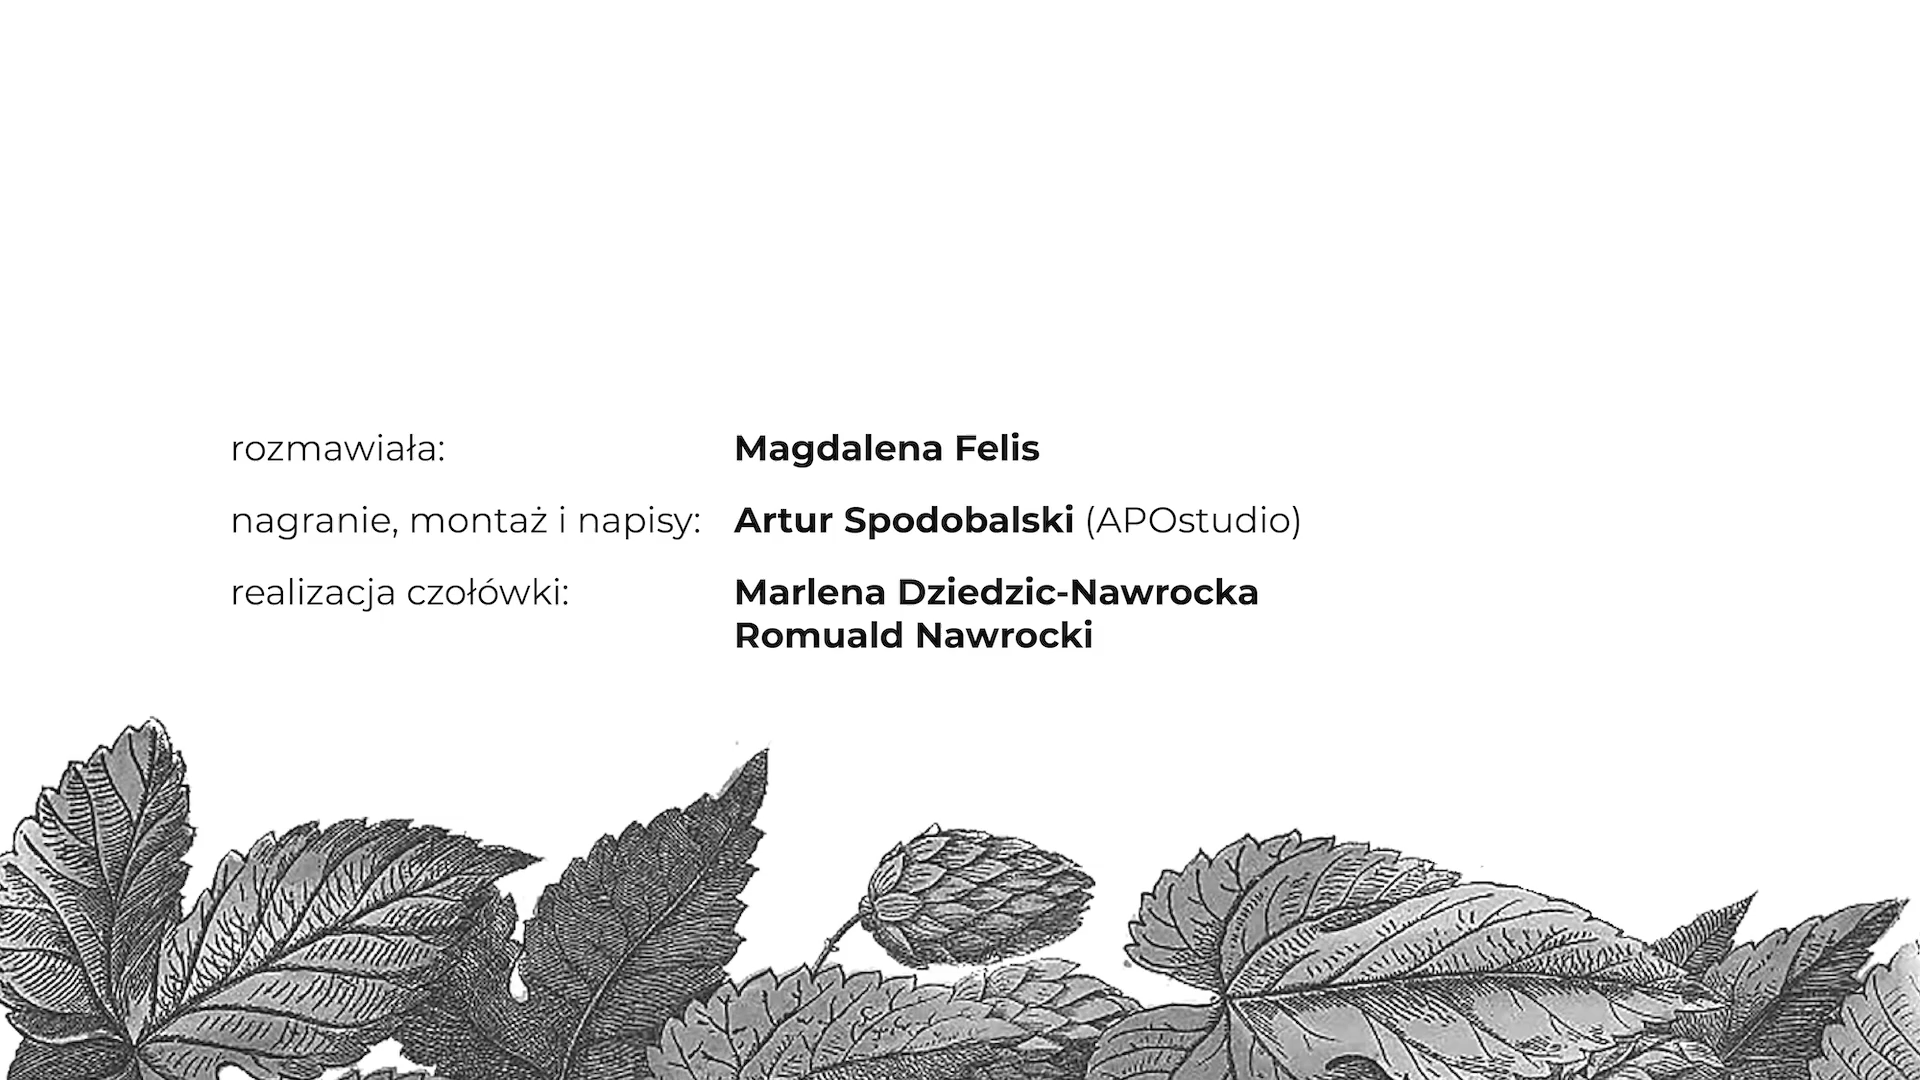 rozmawiała: Magdalena Felis
nagranie, montaż i napisy: Artur Spodobalski (APOstudio)
realizacja czołówki: Marlena Dziedzic-Nawrocka
Romuald Nawrocki